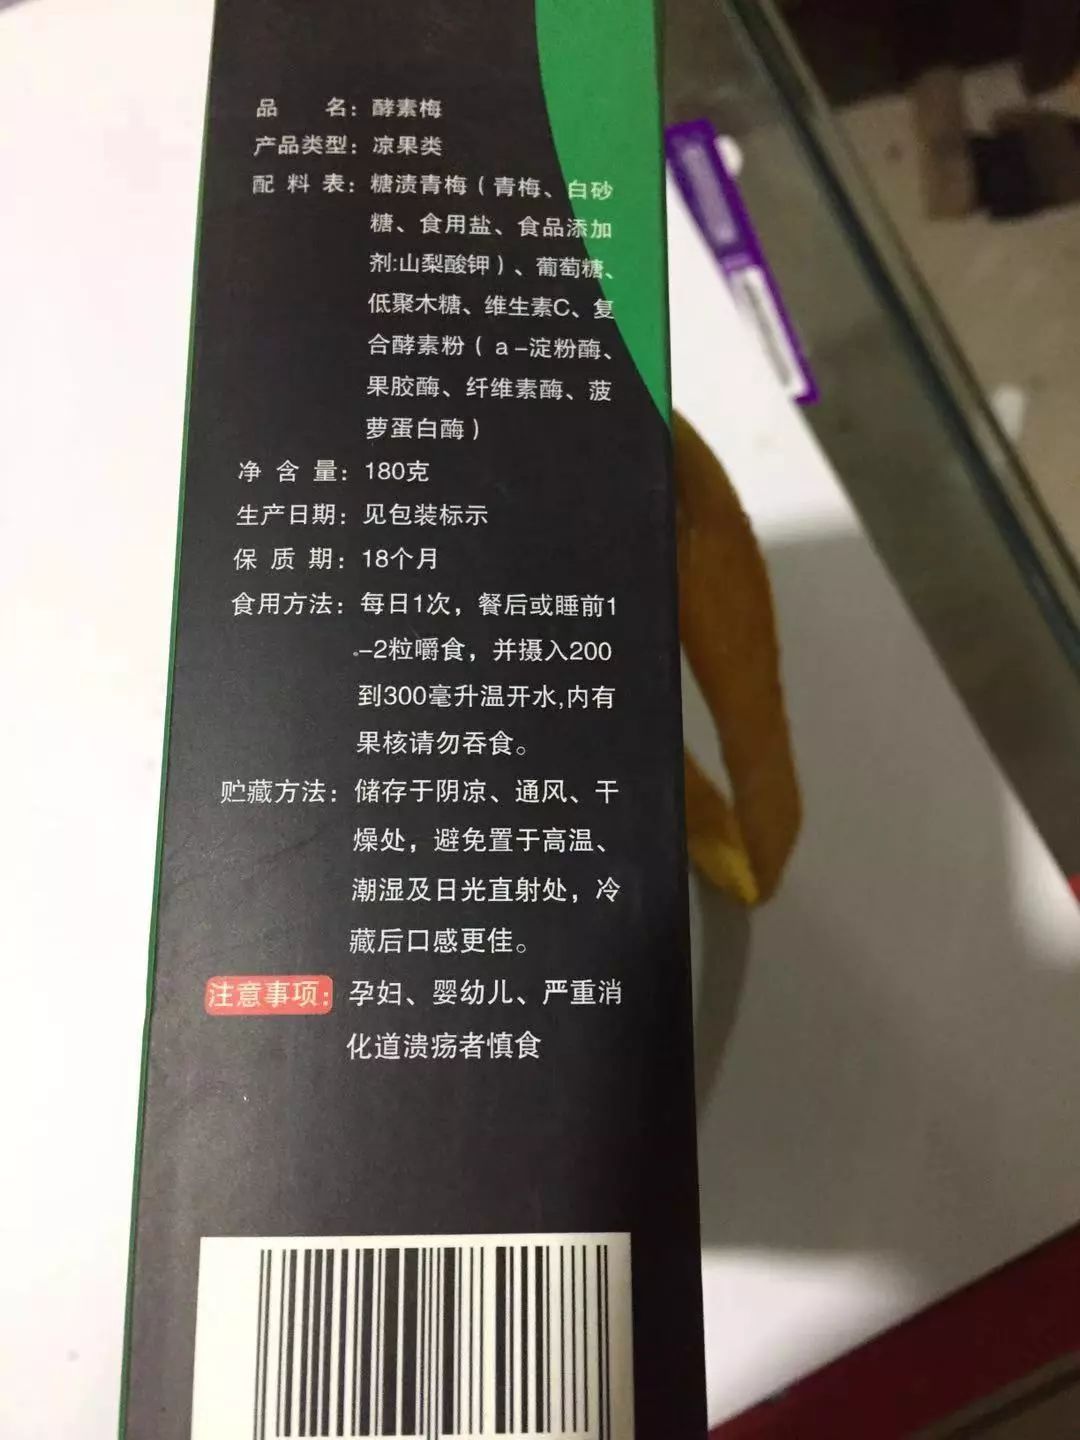 品名：酵素梅
产品类型：凉果类
配料表：糖渍青梅（青梅、白砂
糖、食用盐、食品添加
剂:山梨酸钾）、葡萄糖、
低聚木糖、维生素C、复
合酵素粉（a-淀粉酶、
果胶酶、纤维素酶、菠
萝蛋白酶）
净含量：180克
生产日期：见包装标示
保质期：18个月
食用方法：每日1次，餐后或睡前1
-2粒嚼食，并摄入200
到300毫升温开水,内有
果核请勿吞食。
贮藏方法：储存于阴凉、通风、干
燥处，避免置于高温、
潮湿及日光直射处，冷
藏后口感更佳。
注意事项：孕妇、婴幼儿、严重消
化道溃疡者慎食